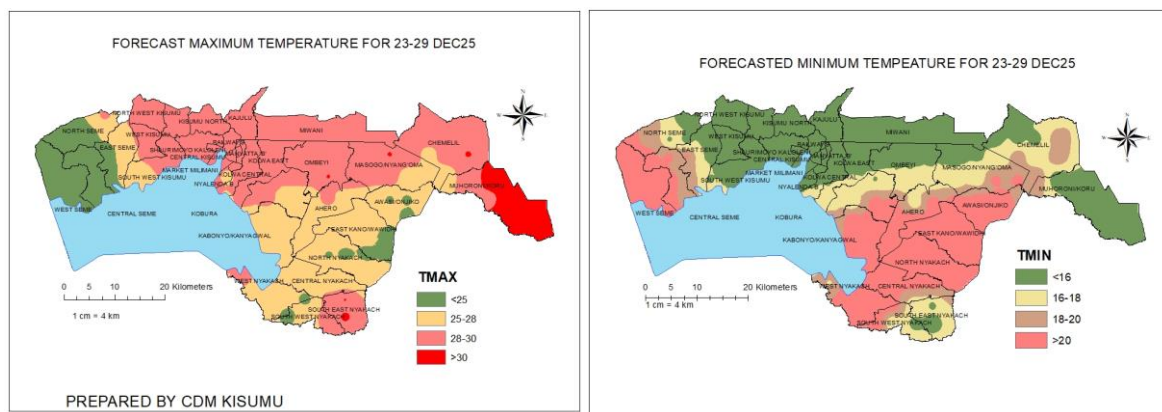 FORECAST MAXIMUM TEMPERATURE FOR 23-29 DEC25
NORTH WEST KISUMU
KISUMU NORTH
KAJULU
NORTH SEME
WEST KISUMU
MIWANI
EAST SEME
CENTRAL KISUMU
KOLWA EAST
OMBEYI
CHEMELIL
MARKET MILIMANI
MASOGO/NYANG'OMA
SOUTH WEST KISUMU
NYALENDA B
KOLWA CENTRAL
MUHORONI/KORU
WEST SEME
CENTRAL SEME
KOBURA
AHERO
AWASI/ONJIKO
KABONYO/KANYAGWAL
EAST KANO/WAWIDHI
NORTH NYAKACH
WEST NYAKACH
CENTRAL NYAKACH
SOUTH EAST NYAKACH
SOUTH WEST NYAKACH
10 5 0 10 20 Kilometers
1 cm = 4 km
TMAX
<25
25-28
28-30
>30
PREPARED BY CDM KISUMU
FORECASTED MINIMUM TEMPEATURE FOR 23-29 DEC25
NORTH WEST KISUMU
KISUMU NORTH
KAJULU
NORTH SEME
WEST KISUMU
MIWANI
EAST SEME
CENTRAL KISUMU
KOLWA EAST
OMBEYI
CHEMELIL
MARKET MILIMANI
MASOGO/NYANG'OMA
SOUTH WEST KISUMU
NYALENDA B
KOLWA CENTRAL
MUHORONI/KORU
WEST SEME
CENTRAL SEME
KOBURA
AHERO
AWASI/ONJIKO
KABONYO/KANYAGWAL
EAST KANO/WAWIDHI
NORTH NYAKACH
WEST NYAKACH
CENTRAL NYAKACH
SOUTH EAST NYAKACH
SOUTH WEST NYAKACH
10 5 0 10 20 Kilometers
1 cm = 4 km
TMIN
<16
16-18
18-20
>20